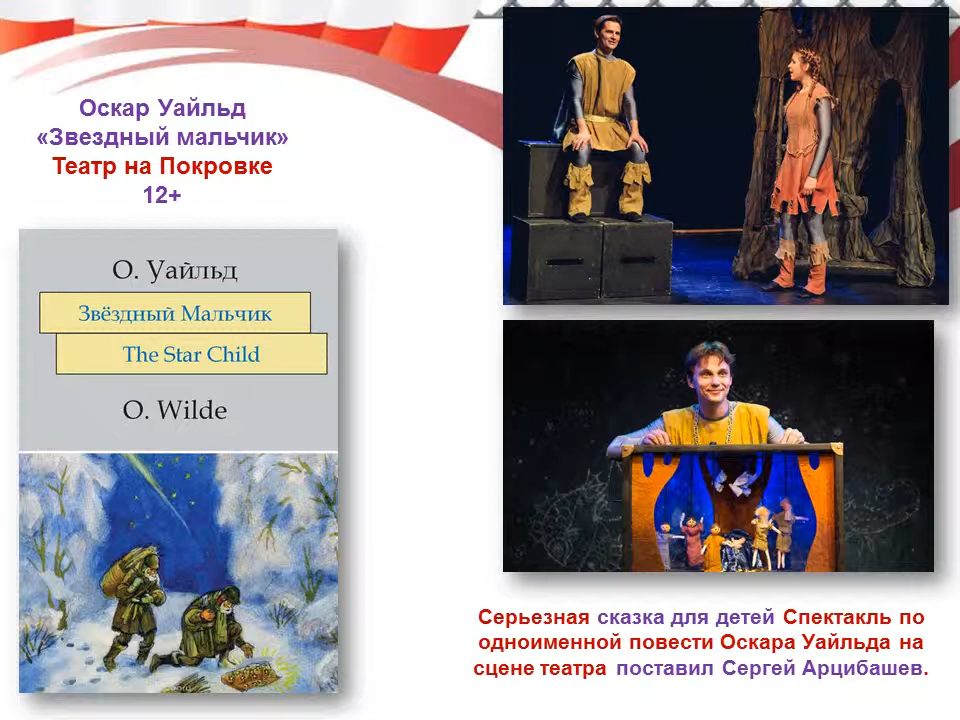 Оскар Уайльд
«Звездный мальчик»
Театр на Покровке
12+
О. Уайльд
Звёздный Мальчик
The Star Child
O. Wilde
Серьезная сказка для детей Спектакль по
одноименной повести Оскара Уайльда на
сцене театра поставил Сергей Арцибашев.